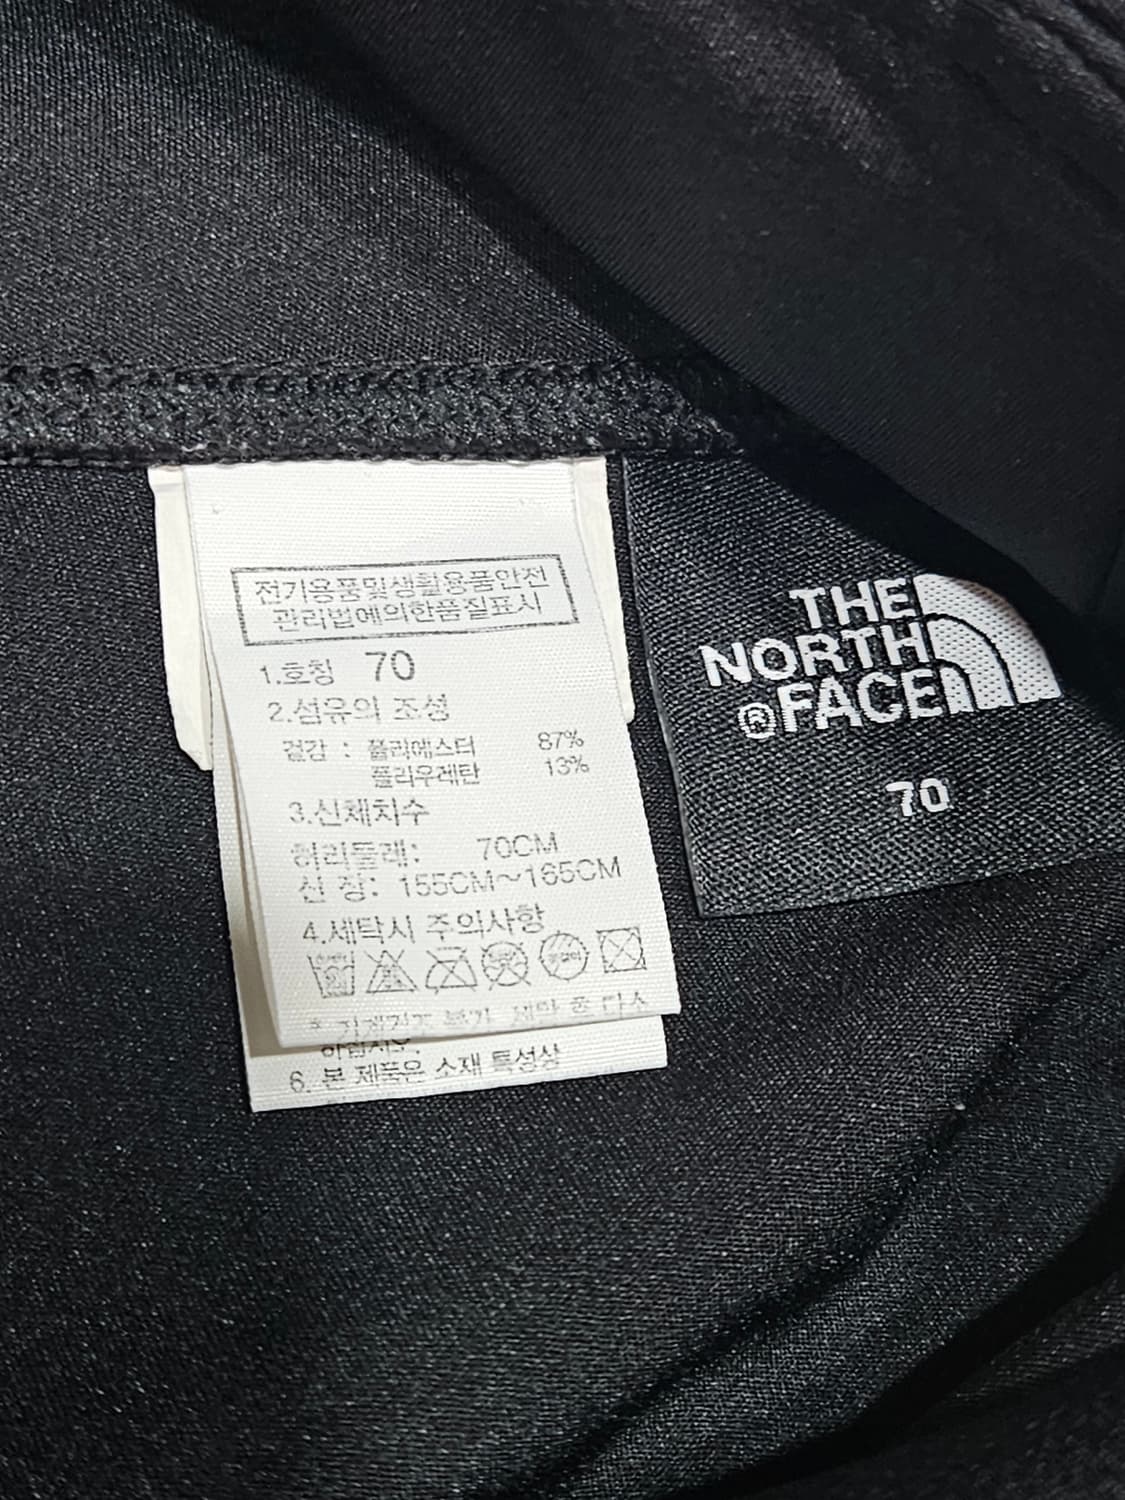 전기용품및생활용품안전
관리법에의한품질표시
1.호칭 70
2.섬유의 조성
겉감 : 폴리에스터 87%
폴리우레탄 13%
3.신체치수
허리둘레: 70CM
신 장: 155CM~165CM
4.세탁시 주의사항
6. 본 제품은 소재 특성상
THE
NORTH
®FACE
70